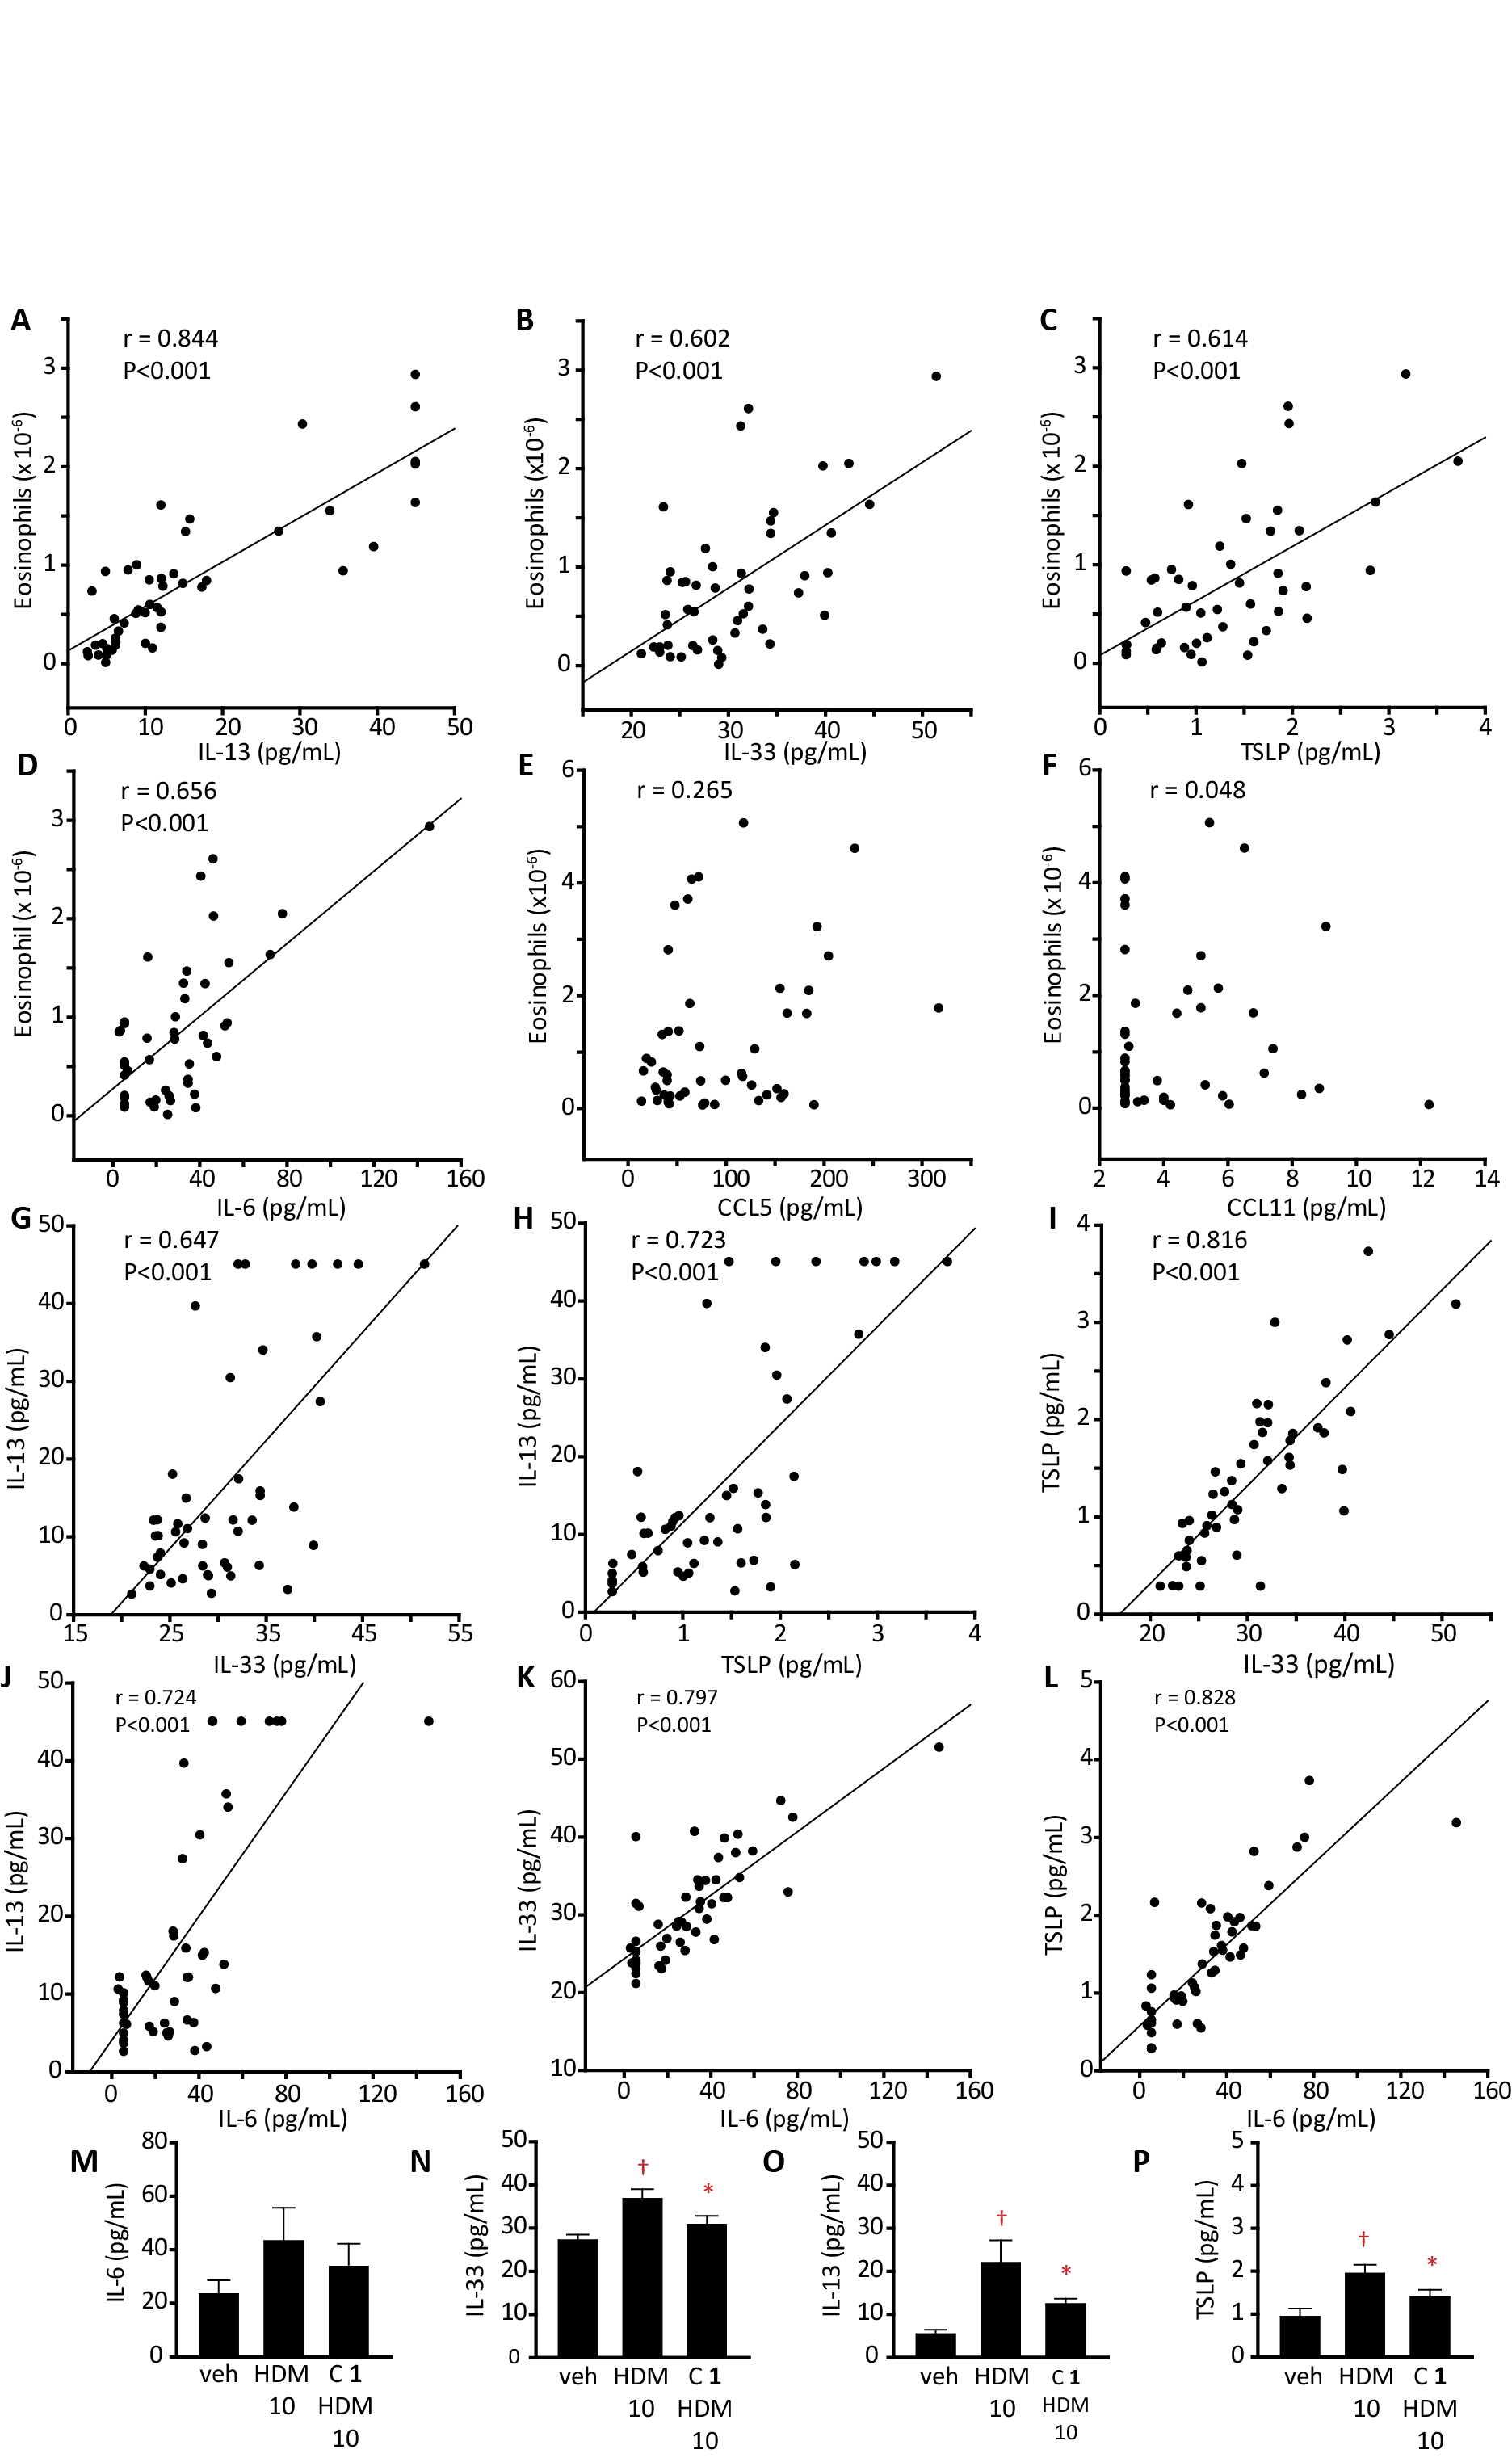 A
r = 0.844
P<0.001
Eosinophils (x 10-6)
3
2
1
0
0 10 20 30 40 50
IL-13 (pg/mL)
B
r = 0.602
P<0.001
Eosinophils (x10-6)
3
2
1
0
20 30 40 50
IL-33 (pg/mL)
C
r = 0.614
P<0.001
Eosinophils (x 10-6)
3
2
1
0
0 1 2 3 4
TSLP (pg/mL)
D
r = 0.656
P<0.001
Eosinophil (x 10-6)
3
2
1
0
0 40 80 120 160
IL-6 (pg/mL)
E
r = 0.265
Eosinophils (x10-6)
6
4
2
0
0 100 200 300
CCL5 (pg/mL)
F
r = 0.048
Eosinophils (x 10-6)
6
4
2
0
2 4 6 8 10 12 14
CCL11 (pg/mL)
G
r = 0.647
P<0.001
IL-13 (pg/mL)
50
40
30
20
10
0
15 25 35 45 55
IL-33 (pg/mL)
H
r = 0.723
P<0.001
IL-13 (pg/mL)
50
40
30
20
10
0
0 1 2 3 4
TSLP (pg/mL)
I
r = 0.816
P<0.001
TSLP (pg/mL)
4
3
2
1
0
20 30 40 50
IL-33 (pg/mL)
J
r = 0.724
P<0.001
IL-13 (pg/mL)
50
40
30
20
10
0
0 40 80 120 160
IL-6 (pg/mL)
K
r = 0.797
P<0.001
IL-33 (pg/mL)
60
50
40
30
20
10
0 40 80 120 160
IL-6 (pg/mL)
L
r = 0.828
P<0.001
TSLP (pg/mL)
5
4
3
2
1
0
0 40 80 120 160
IL-6 (pg/mL)
M
IL-6 (pg/mL)
80
60
40
20
0
veh HDM C 1
10 HDM
10
N
IL-33 (pg/mL)
50
40
30
20
10
0
†
*
veh HDM C 1
10 HDM
10
O
IL-13 (pg/mL)
50
40
30
20
10
0
†
*
veh HDM C 1
10 HDM
10
P
TSLP (pg/mL)
5
4
3
2
1
0
†
*
veh HDM C 1
10 HDM
10